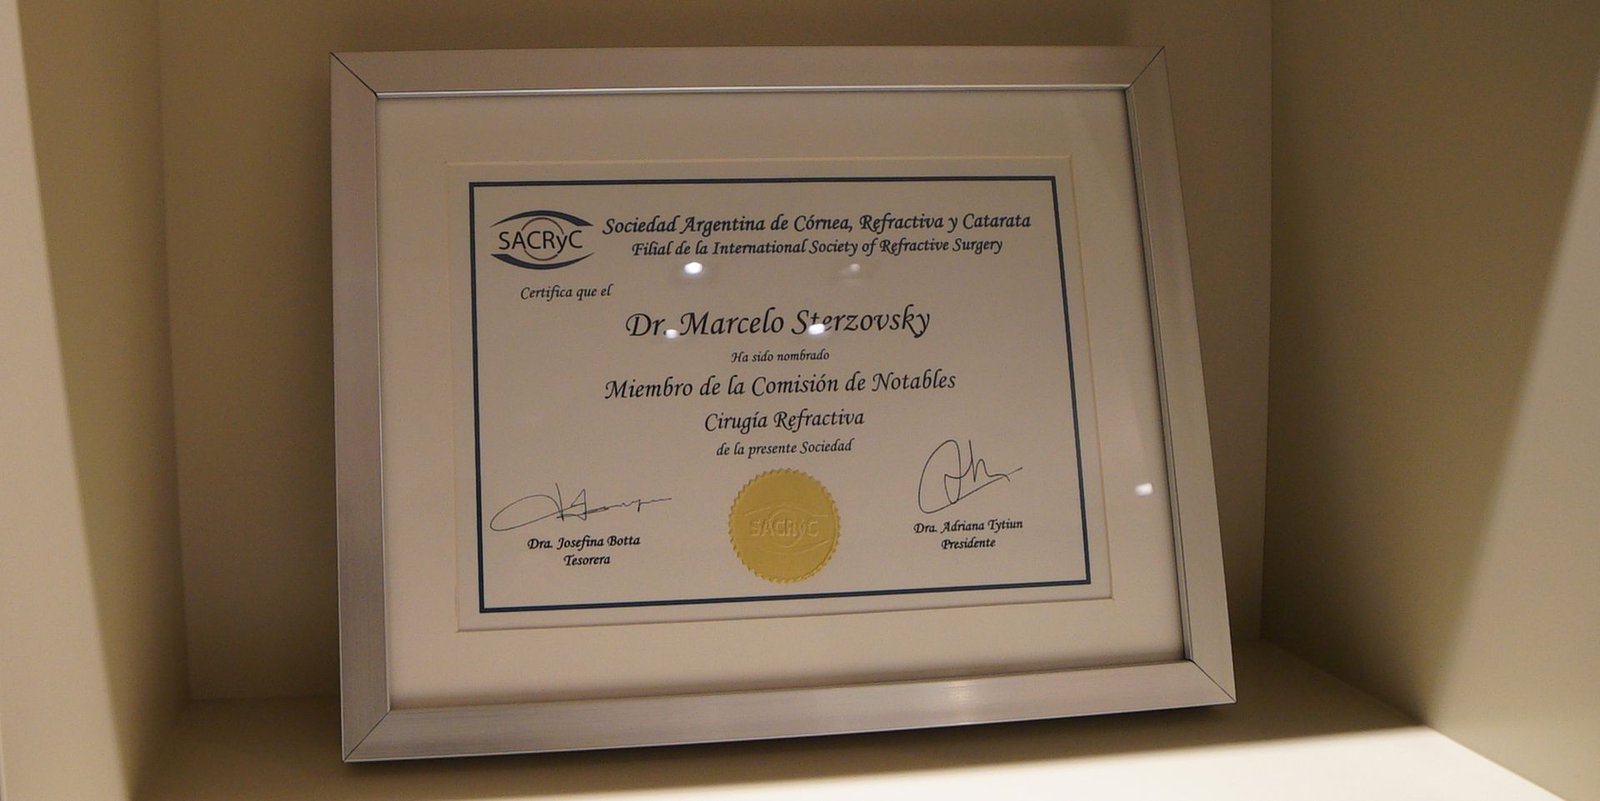 SACRyC
Sociedad Argentina de Córnea, Refractiva y Catarata
Filial de la International Society of Refractive Surgery
Certifica que el
Dr. Marcelo Sterzovsky
Ha sido nombrado
Miembro de la Comisión de Notables
Cirugía Refractiva
de la presente Sociedad
Dra. Josefina Botta
Tesorera
SACRyC
Dra. Adriana Tytiun
Presidente